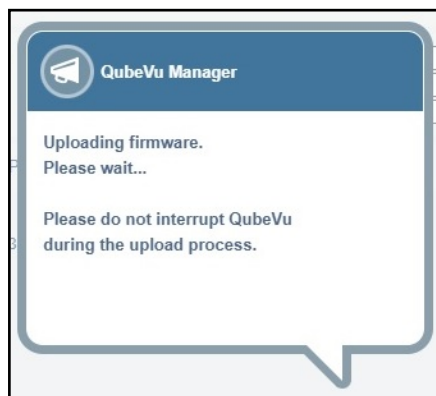 QubeVu Manager
Uploading firmware.
Please wait...
Please do not interrupt QubeVu
during the upload process.